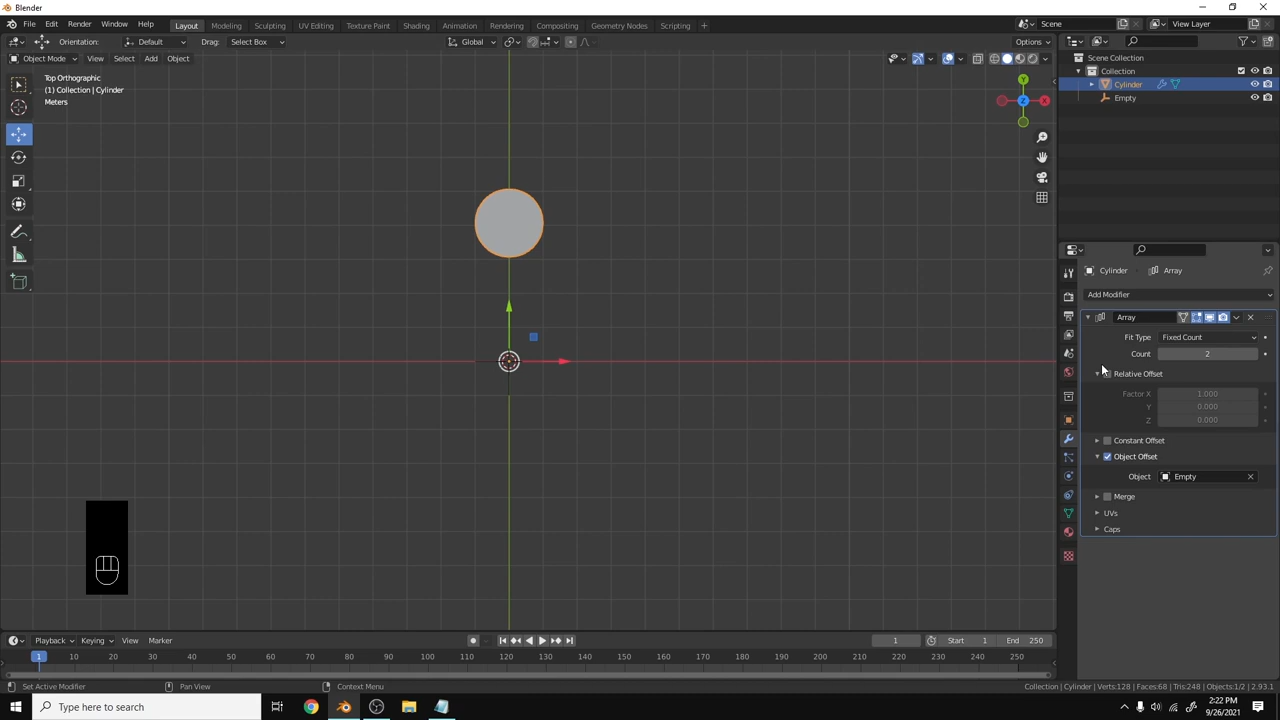 Blender
File Edit Render Window Help Layout Modeling Sculpting UV Editing Texture Paint Shading Animation Rendering Compositing Geometry Nodes Scripting + Scene View Layer
Orientation: Default Drag: Select Box Global Options
Object Mode View Select Add Object
Top Orthographic
(1) Collection | Cylinder
Meters
Y
Z
X
Scene Collection
Collection
Cylinder
Empty
Cylinder Array
Add Modifier
Array
Fit Type Fixed Count
Count 2
Relative Offset
Factor X 1.000
Y 0.000
Z 0.000
Constant Offset
Object Offset
Object Empty
Merge
UVs
Caps
Playback Keying View Marker 1 Start 1 End 250
1 10 20 30 40 50 60 70 80 90 100 110 120 130 140 150 160 170 180 190 200 210 220 230 240 250
Set Active Modifier Pan View Context Menu Collection | Cylinder | Verts:128 | Faces:68 | Tris:248 | Objects:1/2 | 2.93.1
Type here to search
2:22 PM
9/26/2021